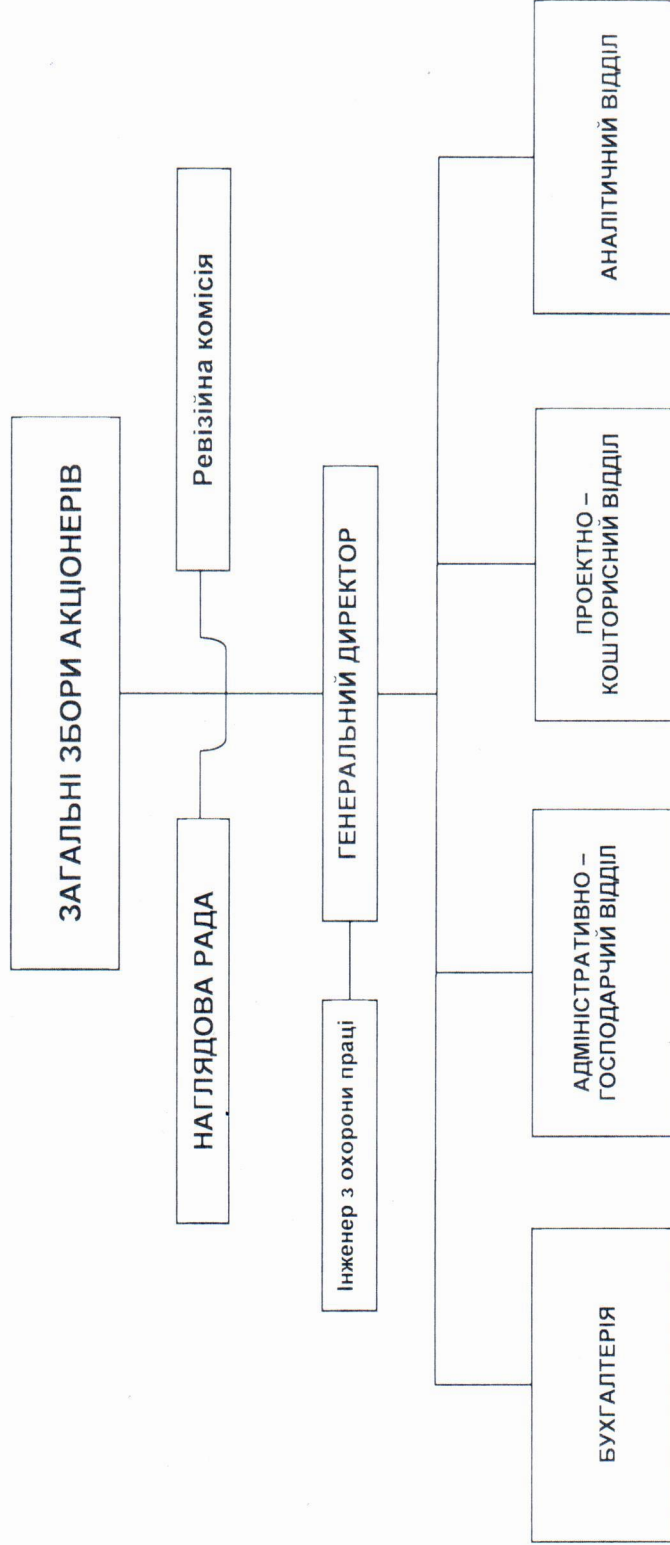 ЗАГАЛЬНІ ЗБОРИ АКЦІОНЕРІВ
НАГЛЯДОВА РАДА
Ревізійна комісія
Інженер з охорони праці
ГЕНЕРАЛЬНИЙ ДИРЕКТОР
БУХГАЛТЕРІЯ
АДМІНІСТРАТИВНО –
ГОСПОДАРЧИЙ ВІДДІЛ
ПРОЕКТНО –
КОШТОРИСНИЙ ВІДДІЛ
АНАЛІТИЧНИЙ ВІДДІЛ